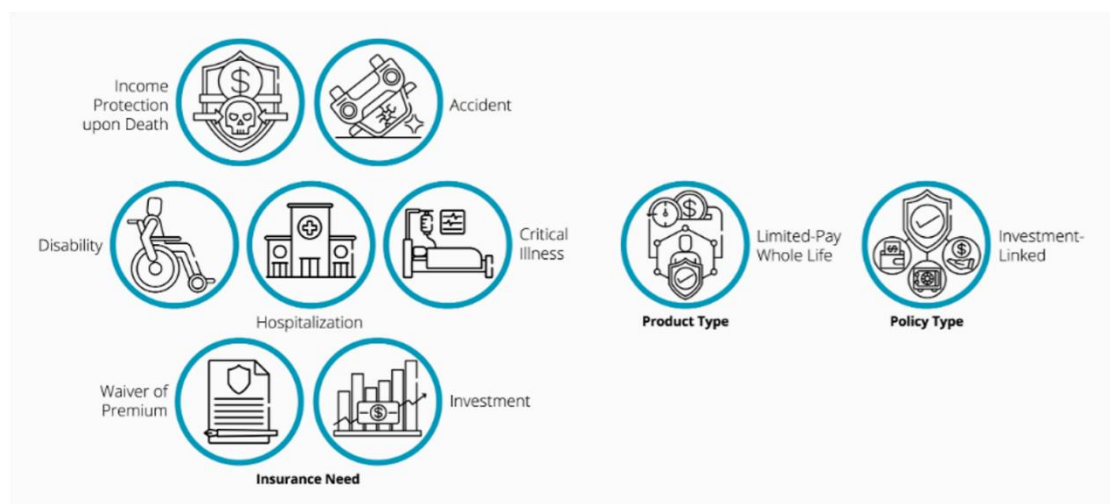 Income
Protection
upon Death
Accident
Disability
Hospitalization
Critical
Illness
Waiver of
Premium
Investment
Insurance Need
Limited-Pay
Whole Life
Product Type
Investment-
Linked
Policy Type